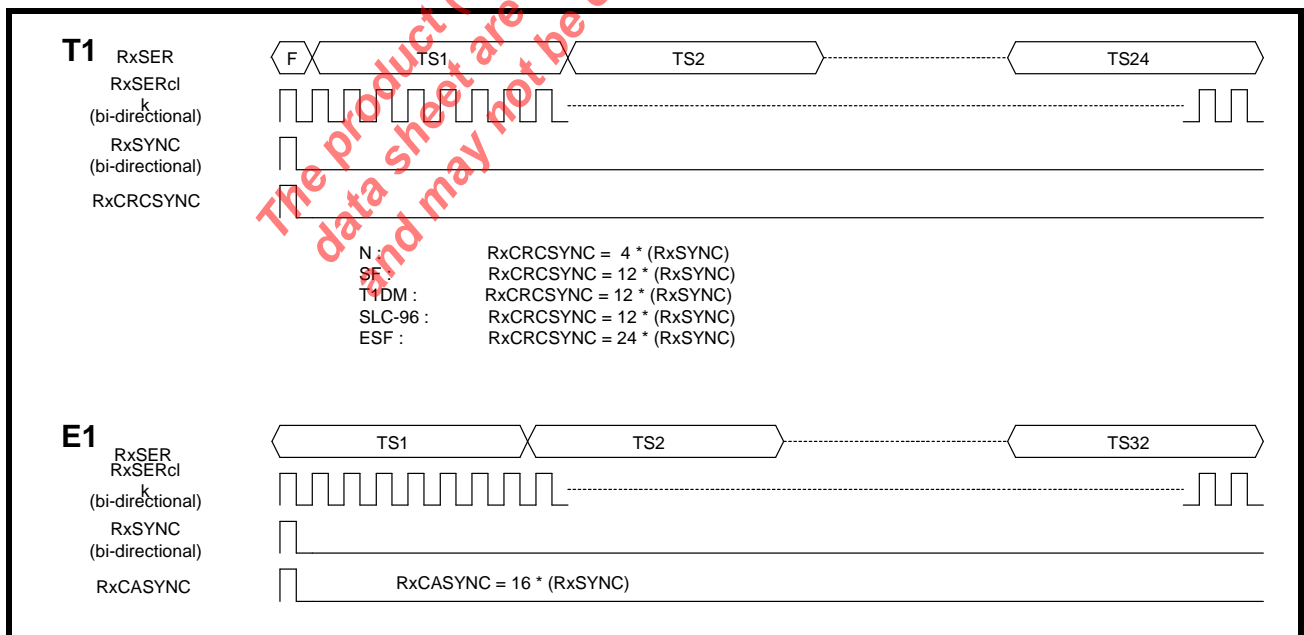 T1
RxSER
F
TS1
TS2
TS24
RxSERcl
k
(bi-directional)
RxSYNC
(bi-directional)
RxCRCSYNC
N : RxCRCSYNC = 4 * (RxSYNC)
SF : RxCRCSYNC = 12 * (RxSYNC)
T1DM : RxCRCSYNC = 12 * (RxSYNC)
SLC-96 : RxCRCSYNC = 12 * (RxSYNC)
ESF : RxCRCSYNC = 24 * (RxSYNC)
The product
data sheet are
and may not be
E1
RxSER
TS1
TS2
TS32
RxSERcl
k
(bi-directional)
RxSYNC
(bi-directional)
RxCASYNC
RxCASYNC = 16 * (RxSYNC)